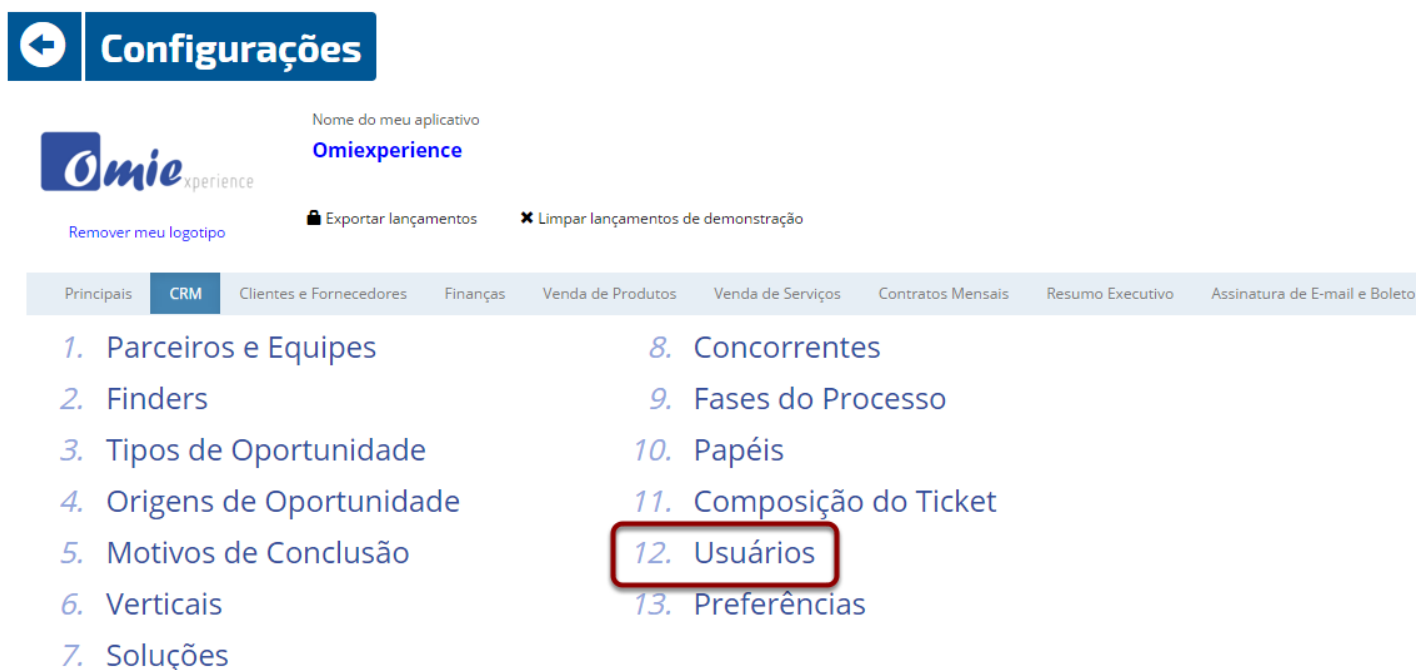 Configurações
Nome do meu aplicativo
Omiexperience
Omiexperience
Exportar lançamentos Limpar lançamentos de demonstração
Remover meu logotipo
Principais CRM Clientes e Fornecedores Finanças Venda de Produtos Venda de Serviços Contratos Mensais Resumo Executivo Assinatura de E-mail e Boleto
1. Parceiros e Equipes
2. Finders
3. Tipos de Oportunidade
4. Origens de Oportunidade
5. Motivos de Conclusão
6. Verticais
7. Soluções
8. Concorrentes
9. Fases do Processo
10. Papéis
11. Composição do Ticket
12. Usuários
13. Preferências